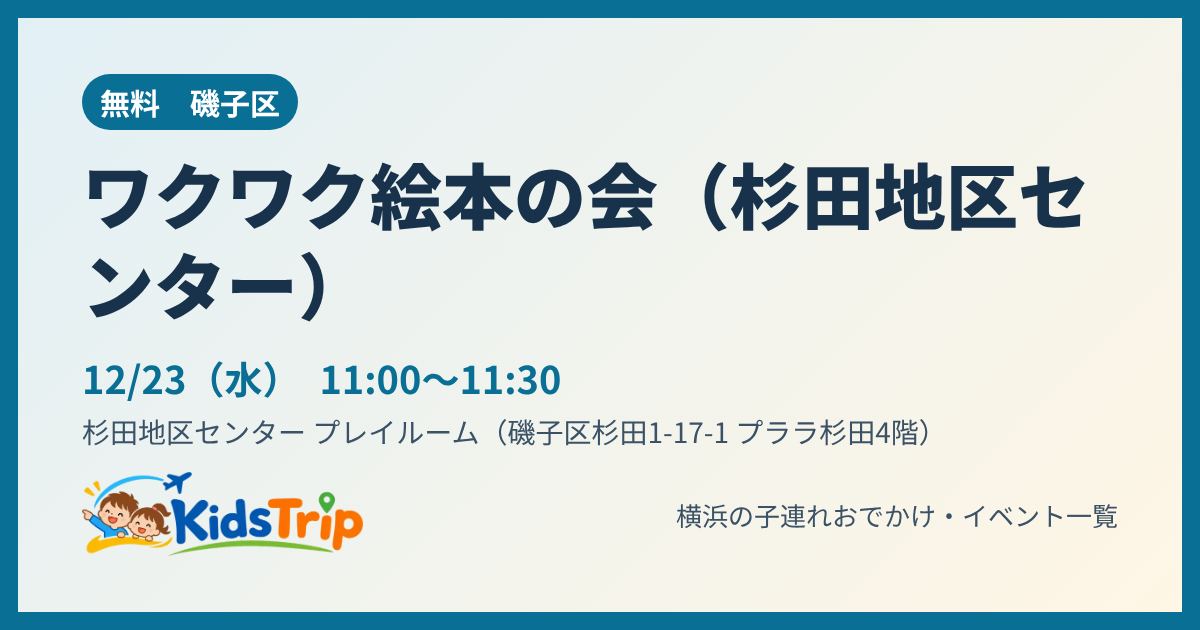 無料　磯子区
ワクワク絵本の会（杉田地区セ
ンター）
12/23（水）　11:00～11:30
杉田地区センター プレイルーム（磯子区杉田1-17-1 プララ杉田4階）
KidsTrip
横浜の子連れおでかけ・イベント一覧